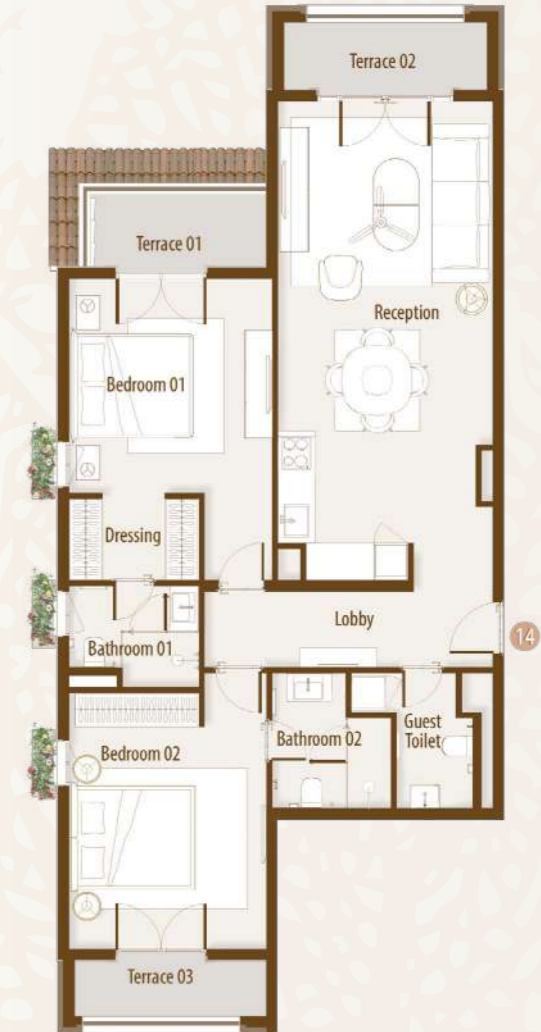 Terrace 02
Terrace 01
Reception
Bedroom 01
Dressing
Lobby
14
Bathroom 01
Guest
Toilet
Bathroom 02
Bedroom 02
Terrace 03